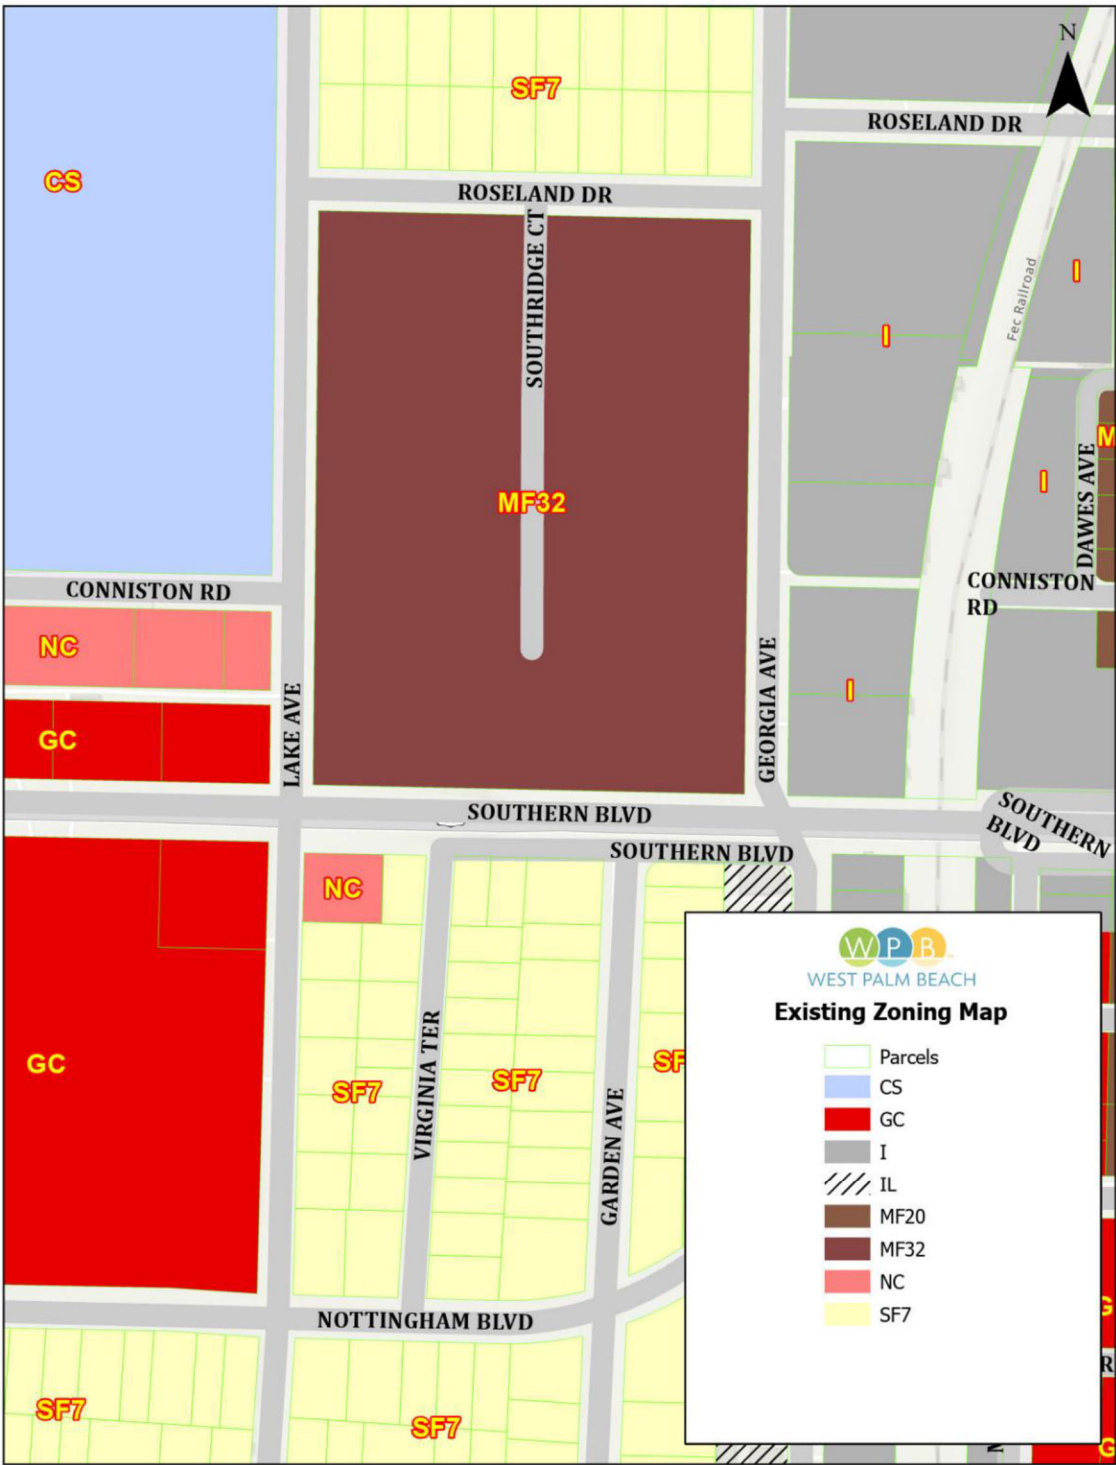 N
SF7
ROSELAND DR
CS
ROSELAND DR
SOUTHRIDGE CT
I
Fec Railroad
I
M
MF32
I
DAWES AVE
CONNISTON RD
CONNISTON
RD
NC
GEORGIA AVE
I
LAKE AVE
GC
SOUTHERN BLVD
SOUTHERN
BLVD
SOUTHERN BLVD
NC
WPB
WEST PALM BEACH
Existing Zoning Map
Parcels
CS
GC
I
IL
MF20
MF32
NC
SF7
GC
VIRGINIA TER
SF7
SF7
SF
GARDEN AVE
NOTTINGHAM BLVD
G
R
SF7
SF7
G